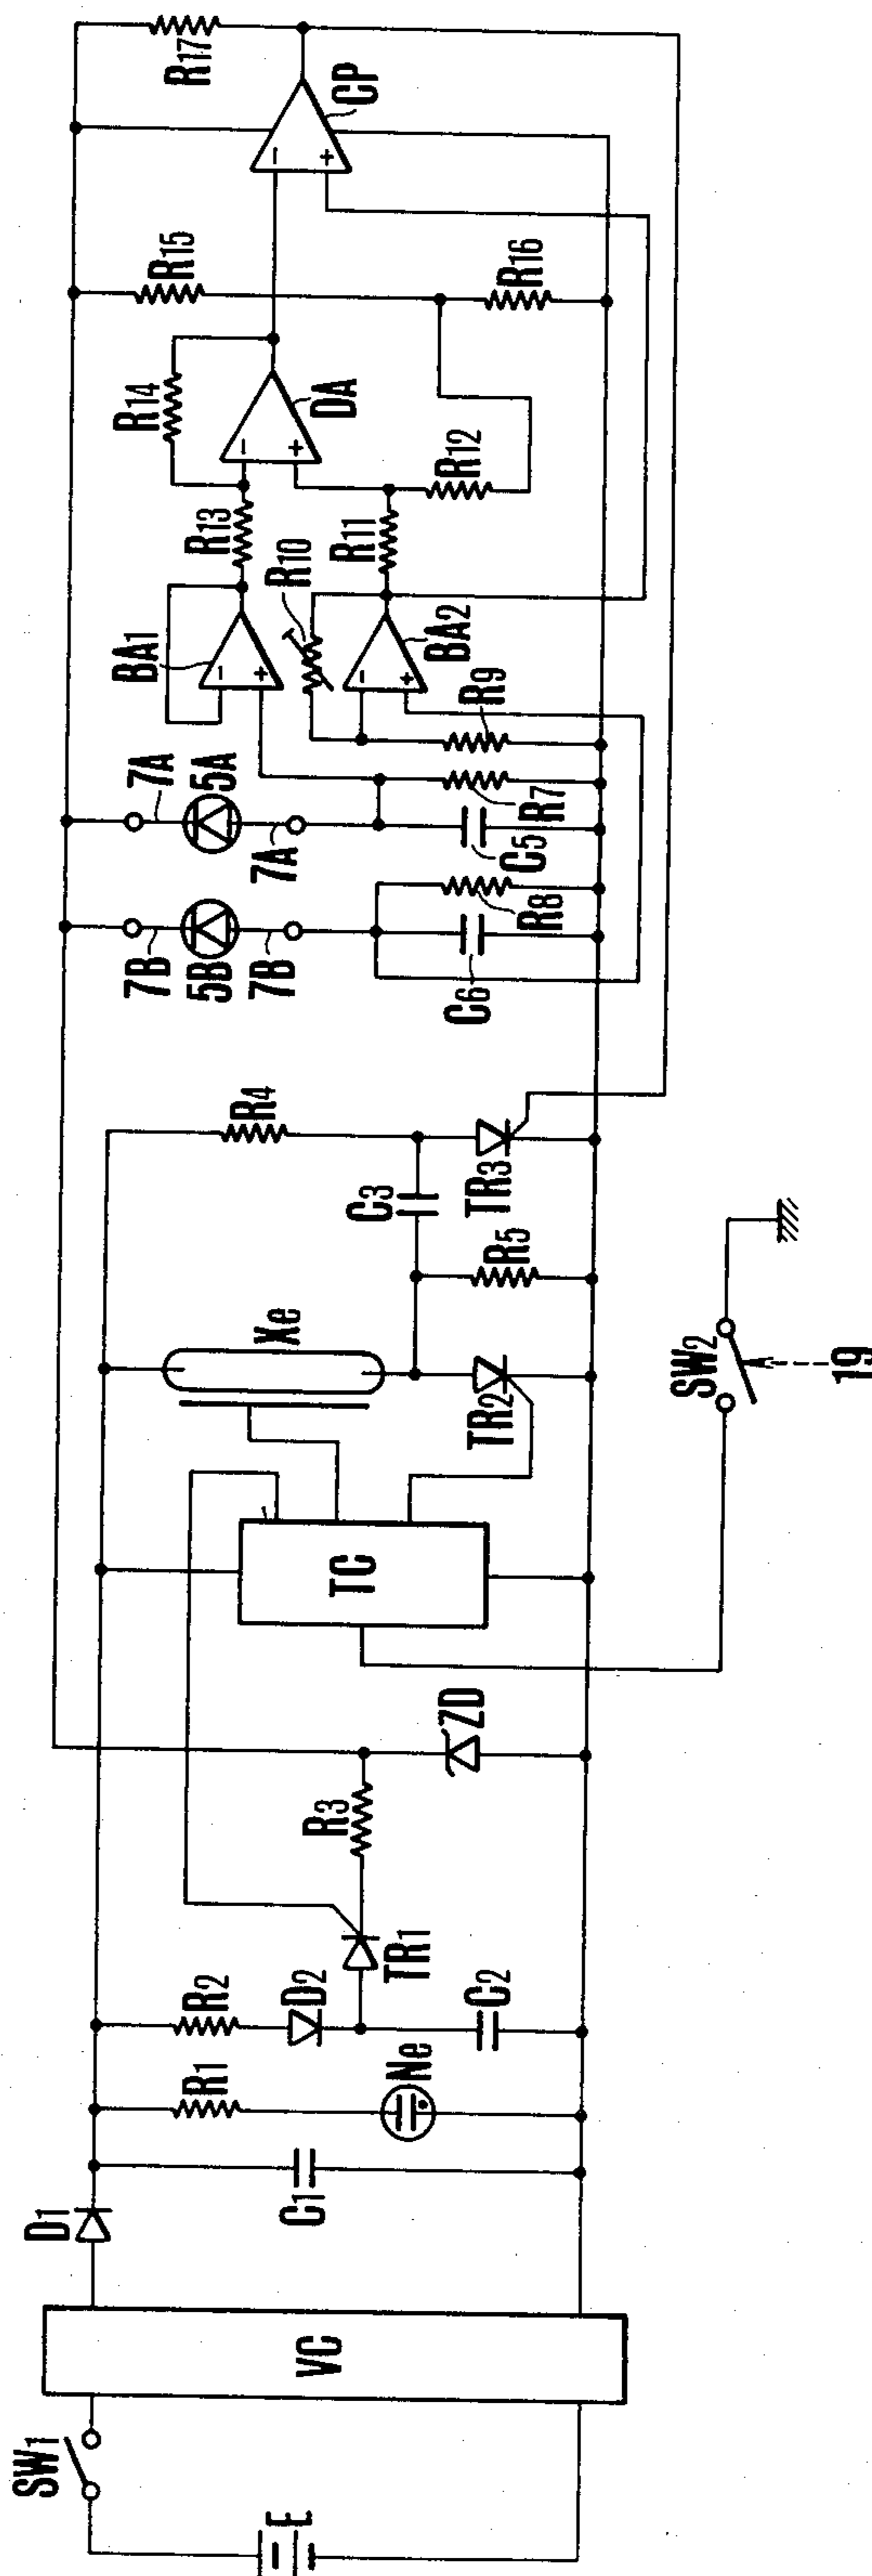 SW1
E
VC
D1
C1
R1
Ne
R2
D2
C2
TR1
R3
ZD
TC
Xe
TR2
R5
C3
R4
TR3
SW2
19
7B
5B
7B
C6
R8
7A
5A
7A
C5
R7
R9
BA1
-
+
R10
-
+
BA2
R13
R11
R14
-
+
DA
R12
R15
R16
-
+
CP
R17